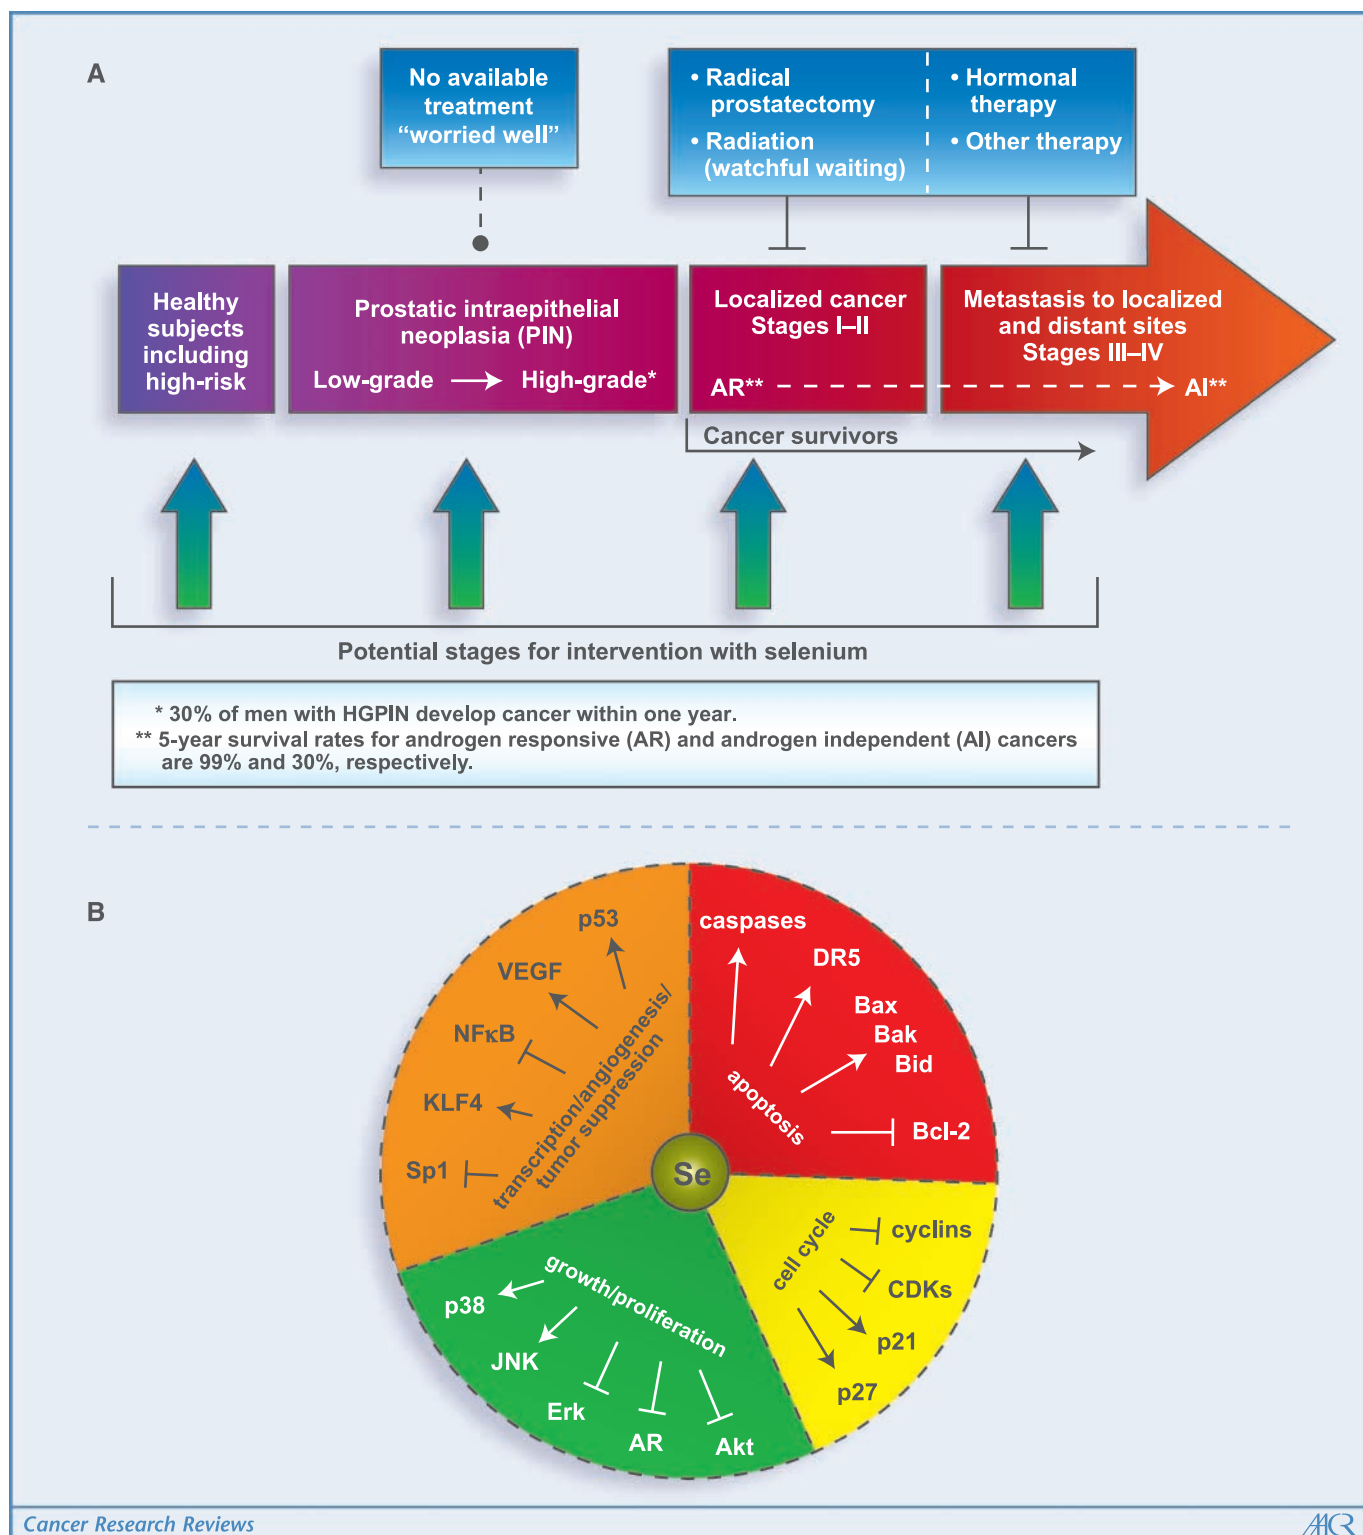 A
No available
treatment
“worried well”
• Radical
prostatectomy
• Radiation
(watchful waiting)
• Hormonal
therapy
• Other therapy
Healthy
subjects
including
high-risk
Prostatic intraepithelial
neoplasia (PIN)
Low-grade
High-grade*
Localized cancer
Stages I–II
AR**
Metastasis to localized
and distant sites
Stages III–IV
AI**
Cancer survivors
Potential stages for intervention with selenium
* 30% of men with HGPIN develop cancer within one year.
** 5-year survival rates for androgen responsive (AR) and androgen independent (AI) cancers
are 99% and 30%, respectively.
B
p53
VEGF
NFκB
KLF4
Sp1
transcription/angiogenesis/
tumor suppression
caspases
DR5
Bax
Bak
Bid
Bcl-2
apoptosis
Se
cell cycle
cyclins
CDKs
p21
p27
growth/proliferation
p38
JNK
Erk
AR
Akt
Cancer Research Reviews
AACR